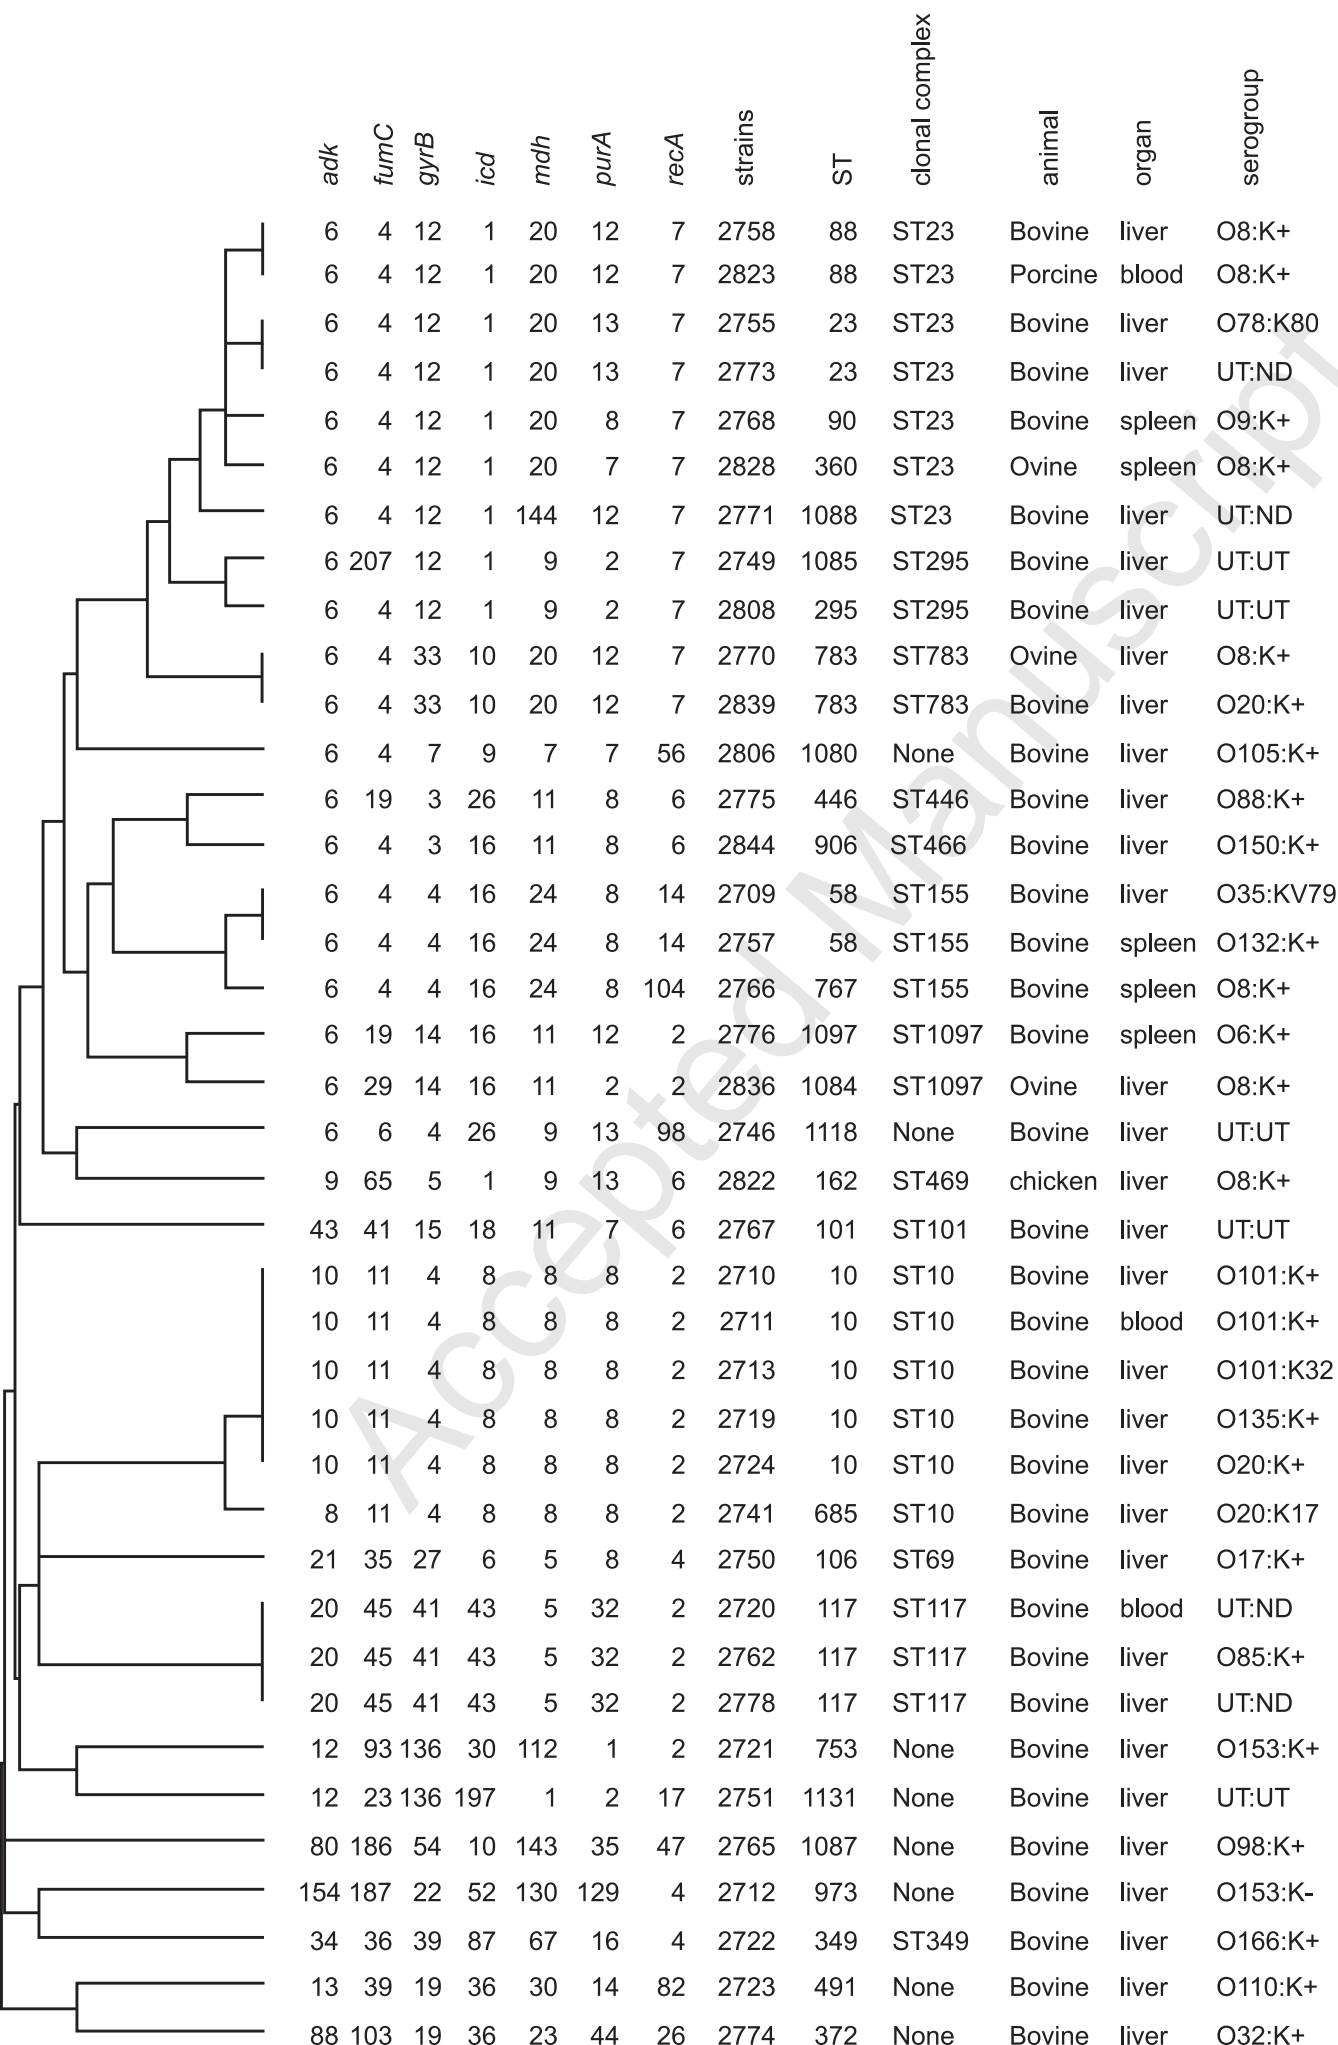 adk fumC gyrB icd mdh purA recA strains ST clonal complex animal organ serogroup
6 4 12 1 20 12 7 2758 88 ST23 Bovine liver O8:K+
6 4 12 1 20 12 7 2823 88 ST23 Porcine blood O8:K+
6 4 12 1 20 13 7 2755 23 ST23 Bovine liver O78:K80
6 4 12 1 20 13 7 2773 23 ST23 Bovine liver UT:ND
6 4 12 1 20 8 7 2768 90 ST23 Bovine spleen O9:K+
6 4 12 1 20 7 7 2828 360 ST23 Ovine spleen O8:K+
6 4 12 1 144 12 7 2771 1088 ST23 Bovine liver UT:ND
6 207 12 1 9 2 7 2749 1085 ST295 Bovine liver UT:UT
6 4 12 1 9 2 7 2808 295 ST295 Bovine liver UT:UT
6 4 33 10 20 12 7 2770 783 ST783 Ovine liver O8:K+
6 4 33 10 20 12 7 2839 783 ST783 Bovine liver O20:K+
6 4 7 9 7 7 56 2806 1080 None Bovine liver O105:K+
6 19 3 26 11 8 6 2775 446 ST446 Bovine liver O88:K+
6 4 3 16 11 8 6 2844 906 ST466 Bovine liver O150:K+
6 4 4 16 24 8 14 2709 58 ST155 Bovine liver O35:KV79
6 4 4 16 24 8 14 2757 58 ST155 Bovine spleen O132:K+
6 4 4 16 24 8 104 2766 767 ST155 Bovine spleen O8:K+
6 19 14 16 11 12 2 2776 1097 ST1097 Bovine spleen O6:K+
6 29 14 16 11 2 2 2836 1084 ST1097 Ovine liver O8:K+
6 6 4 26 9 13 98 2746 1118 None Bovine liver UT:UT
9 65 5 1 9 13 6 2822 162 ST469 chicken liver O8:K+
43 41 15 18 11 7 6 2767 101 ST101 Bovine liver UT:UT
10 11 4 8 8 8 2 2710 10 ST10 Bovine liver O101:K+
10 11 4 8 8 8 2 2711 10 ST10 Bovine blood O101:K+
10 11 4 8 8 8 2 2713 10 ST10 Bovine liver O101:K32
10 11 4 8 8 8 2 2719 10 ST10 Bovine liver O135:K+
10 11 4 8 8 8 2 2724 10 ST10 Bovine liver O20:K+
8 11 4 8 8 8 2 2741 685 ST10 Bovine liver O20:K17
21 35 27 6 5 8 4 2750 106 ST69 Bovine liver O17:K+
20 45 41 43 5 32 2 2720 117 ST117 Bovine blood UT:ND
20 45 41 43 5 32 2 2762 117 ST117 Bovine liver O85:K+
20 45 41 43 5 32 2 2778 117 ST117 Bovine liver UT:ND
12 93 136 30 112 1 2 2721 753 None Bovine liver O153:K+
12 23 136 197 1 2 17 2751 1131 None Bovine liver UT:UT
80 186 54 10 143 35 47 2765 1087 None Bovine liver O98:K+
154 187 22 52 130 129 4 2712 973 None Bovine liver O153:K-
34 36 39 87 67 16 4 2722 349 ST349 Bovine liver O166:K+
13 39 19 36 30 14 82 2723 491 None Bovine liver O110:K+
88 103 19 36 23 44 26 2774 372 None Bovine liver O32:K+
Accepted Manuscript